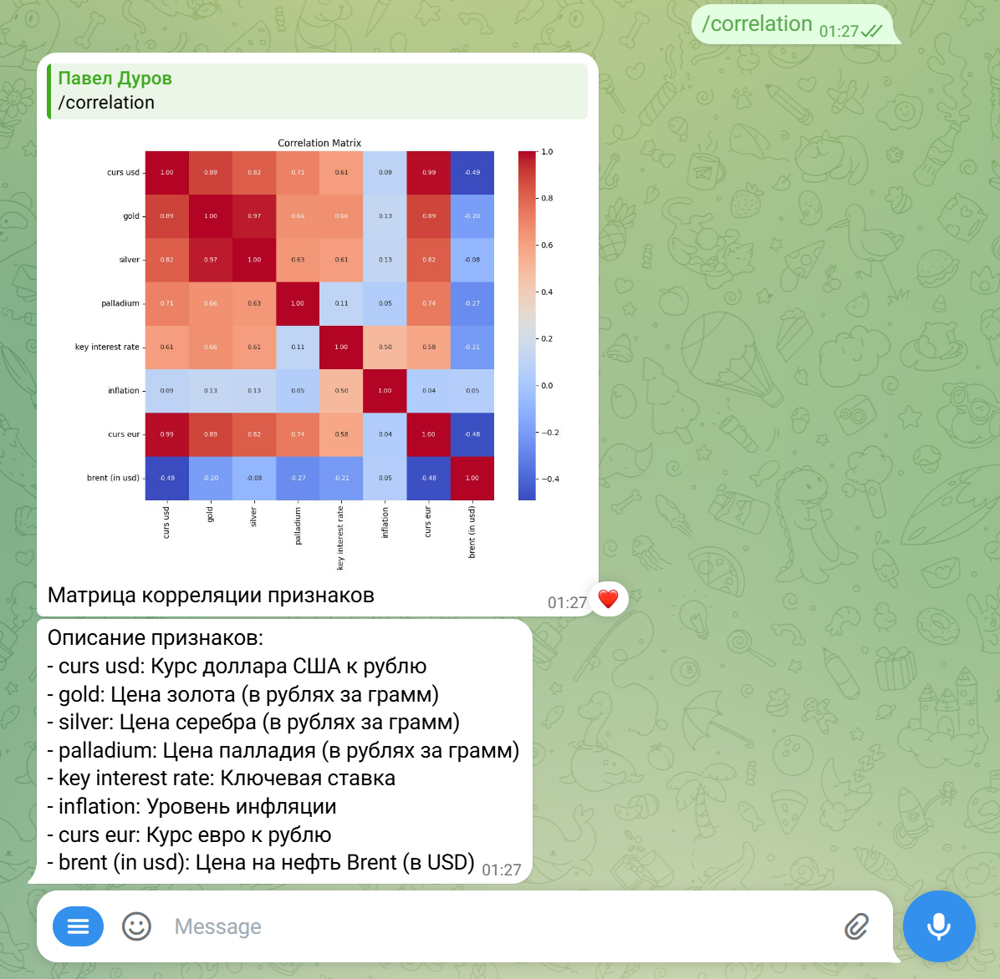 /correlation 01:27
Павел Дуров
/correlation
Correlation Matrix
curs usd 1.00 0.89 0.82 0.71 0.61 0.09 0.99 -0.49
gold 0.89 1.00 0.97 0.66 0.66 0.13 0.89 -0.20
silver 0.82 0.97 1.00 0.63 0.61 0.13 0.82 -0.08
palladium 0.71 0.66 0.63 1.00 0.11 0.05 0.74 -0.27
key interest rate 0.61 0.66 0.61 0.11 1.00 0.50 0.58 -0.21
inflation 0.09 0.13 0.13 0.05 0.50 1.00 0.04 0.05
curs eur 0.99 0.89 0.82 0.74 0.58 0.04 1.00 -0.48
brent (in usd) -0.49 -0.20 -0.08 -0.27 -0.21 0.05 -0.48 1.00
curs usd gold silver palladium key interest rate inflation curs eur brent (in usd)
1.0
0.8
0.6
0.4
0.2
0.0
−0.2
−0.4
Матрица корреляции признаков
01:27
Описание признаков:
- curs usd: Курс доллара США к рублю
- gold: Цена золота (в рублях за грамм)
- silver: Цена серебра (в рублях за грамм)
- palladium: Цена палладия (в рублях за грамм)
- key interest rate: Ключевая ставка
- inflation: Уровень инфляции
- curs eur: Курс евро к рублю
- brent (in usd): Цена на нефть Brent (в USD) 01:27
Message